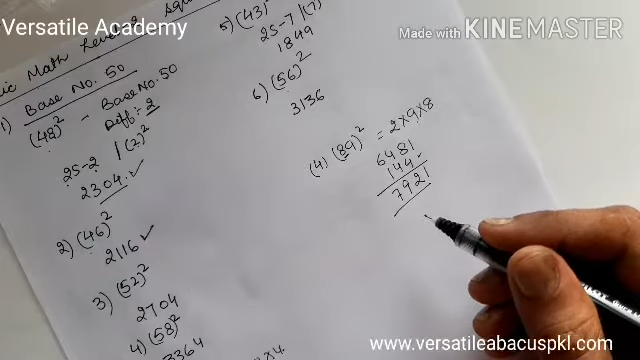 Versatile Academy
Made with KINEMASTER
Math
Squ
1) Base No. 50
(48)² - Base No. 50
Diff: 2
25-2 | (2)²
2304 ✓
2) (46)²
2116 ✓
3) (52)²
2704
4) (58)²
3364
5) (43)²
25-7 | (7)
1849
6) (56)²
3136
(4) (89)² = 2×9×8
6481
144
7921
×4
www.versatileabacuspkl.com